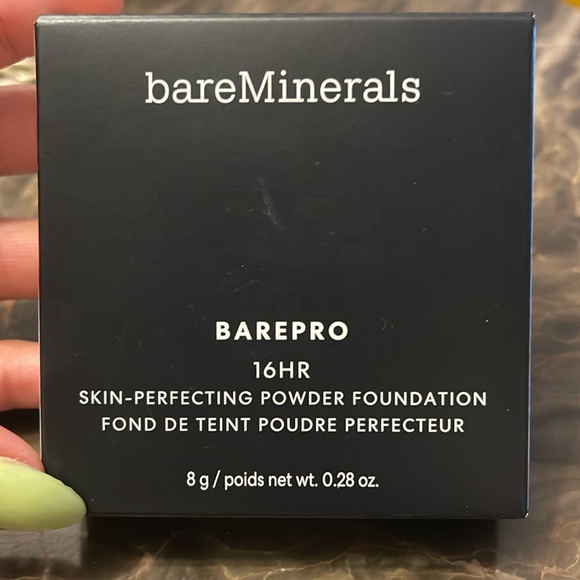 bareMinerals
BAREPRO
16HR
SKIN-PERFECTING POWDER FOUNDATION
FOND DE TEINT POUDRE PERFECTEUR
8 g / poids net wt. 0.28 oz.